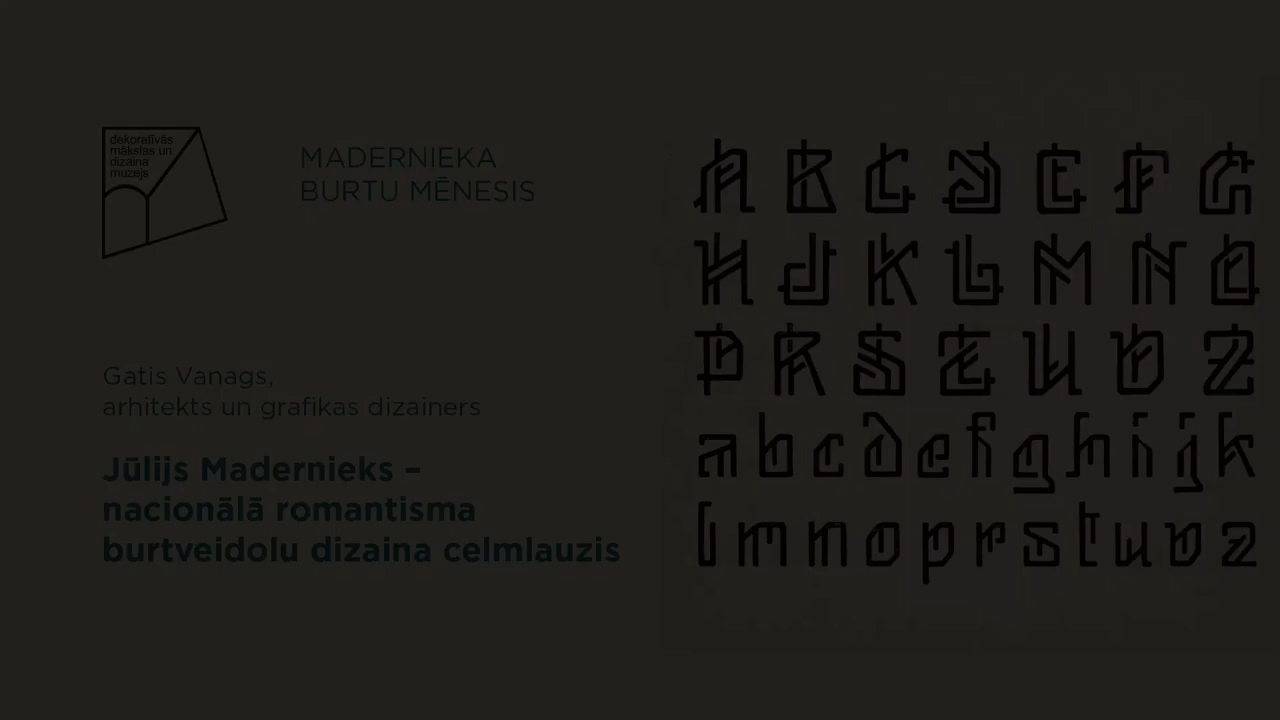 dekoratīvās
mākslas un
dizaina
muzejs
MADERNIEKA
BURTU MĒNESIS
Gatis Vanags,
arhitekts un grafikas dizainers
Jūlijs Madernieks –
nacionālā romantisma
burtveidolu dizaina celmlauzis
A B C D E F G
H J K L M N O
P R S T U V Z
a b c d e f g h i j k
l m n o p r s t u v z